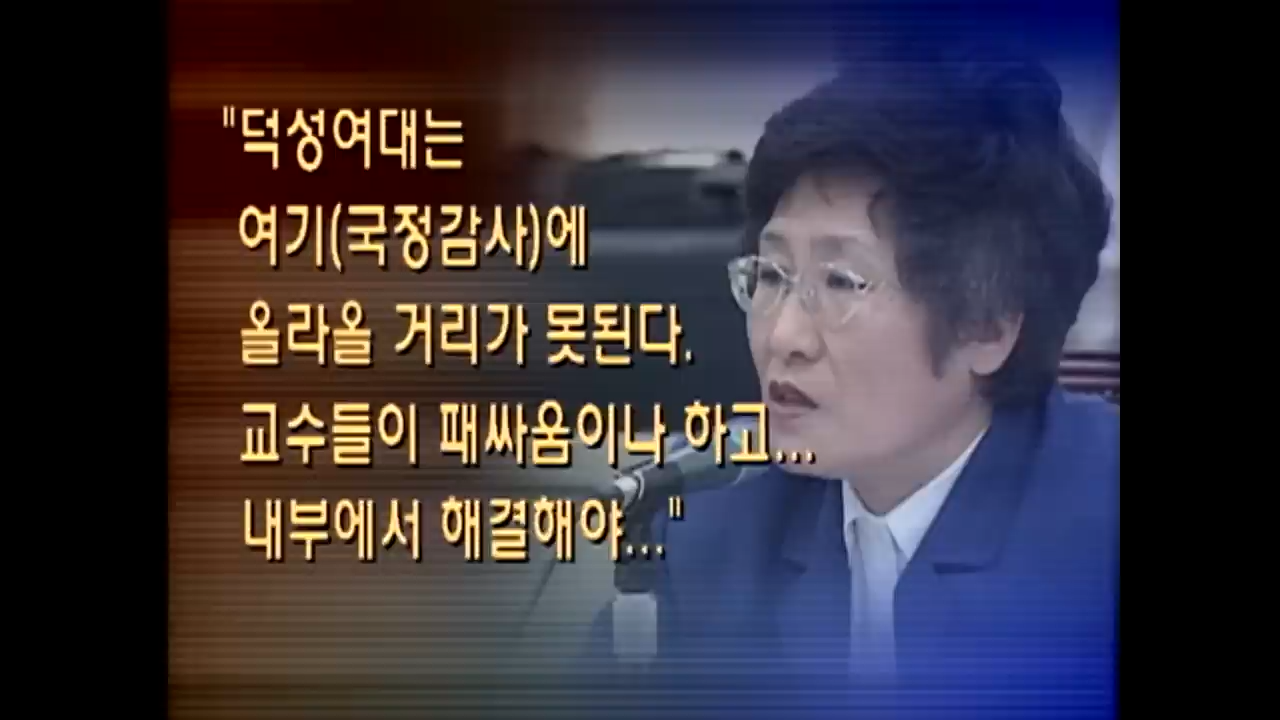 "덕성여대는
여기(국정감사)에
올라올 거리가 못된다.
교수들이 패싸움이나 하고...
내부에서 해결해야..."